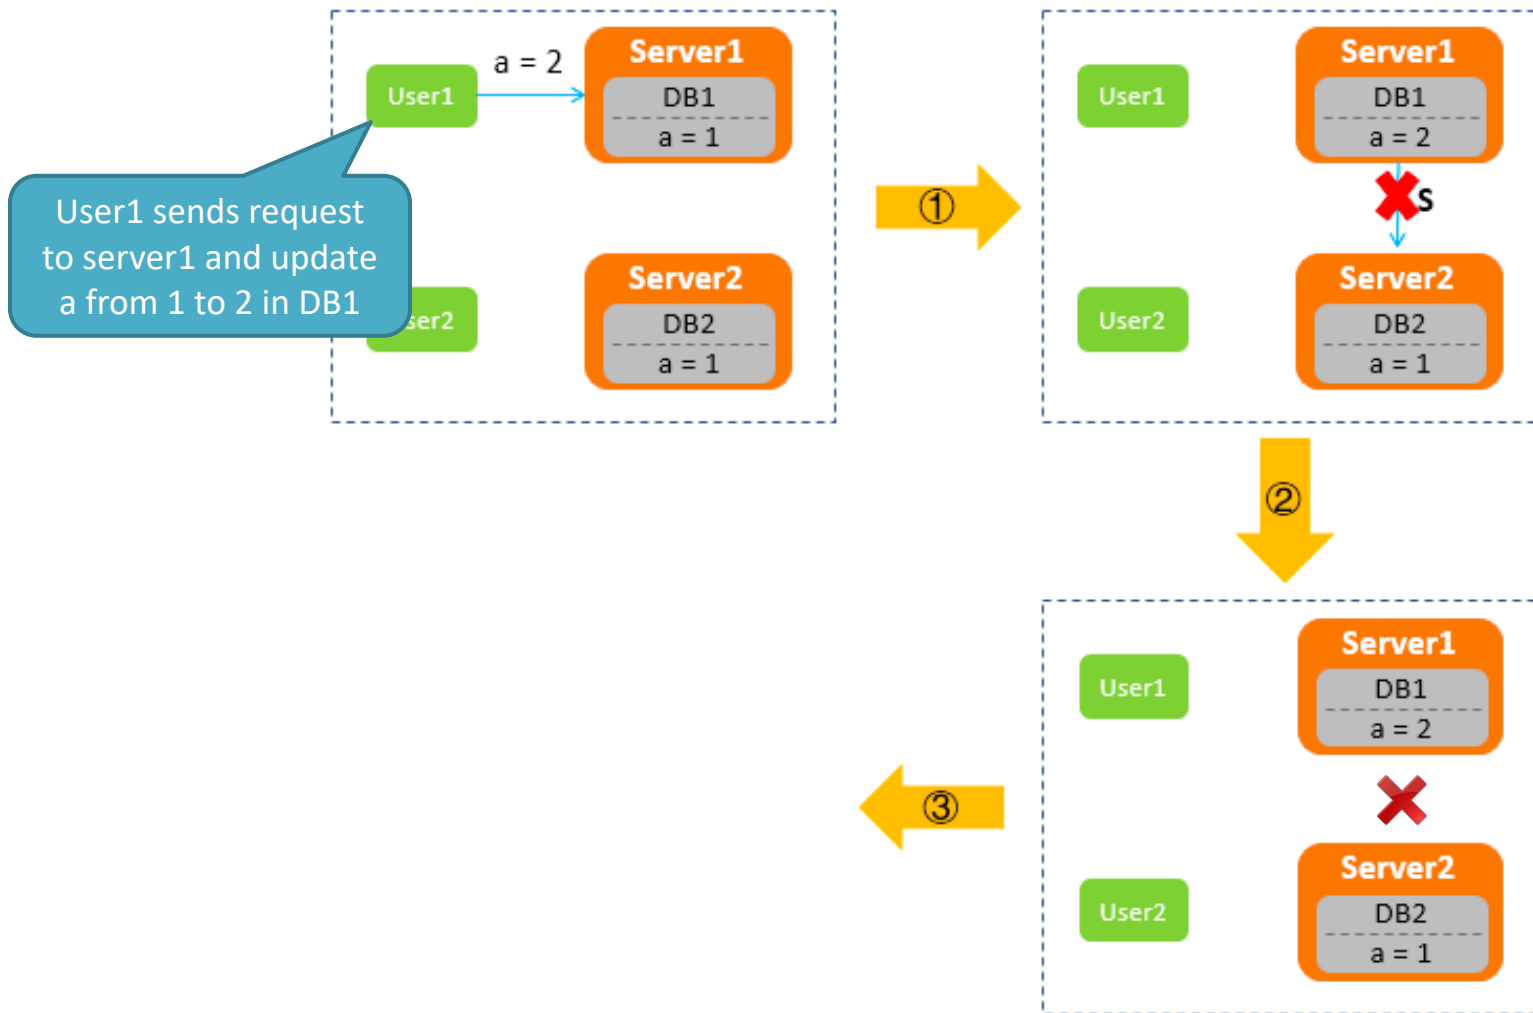 a = 2
User1
Server1
DB1
a = 1
User1 sends request
to server1 and update
a from 1 to 2 in DB1
ser2
Server2
DB2
a = 1
①
User1
Server1
DB1
a = 2
S
User2
Server2
DB2
a = 1
②
User1
Server1
DB1
a = 2
③
User2
Server2
DB2
a = 1